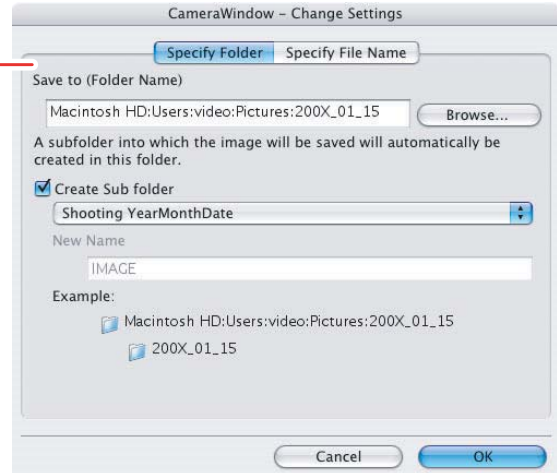 CameraWindow – Change Settings
Specify Folder Specify File Name
Save to (Folder Name)
Macintosh HD:Users:video:Pictures:200X_01_15 Browse...
A subfolder into which the image will be saved will automatically be
created in this folder.
Create Sub folder
Shooting YearMonthDate
New Name
IMAGE
Example:
Macintosh HD:Users:video:Pictures:200X_01_15
200X_01_15
Cancel OK